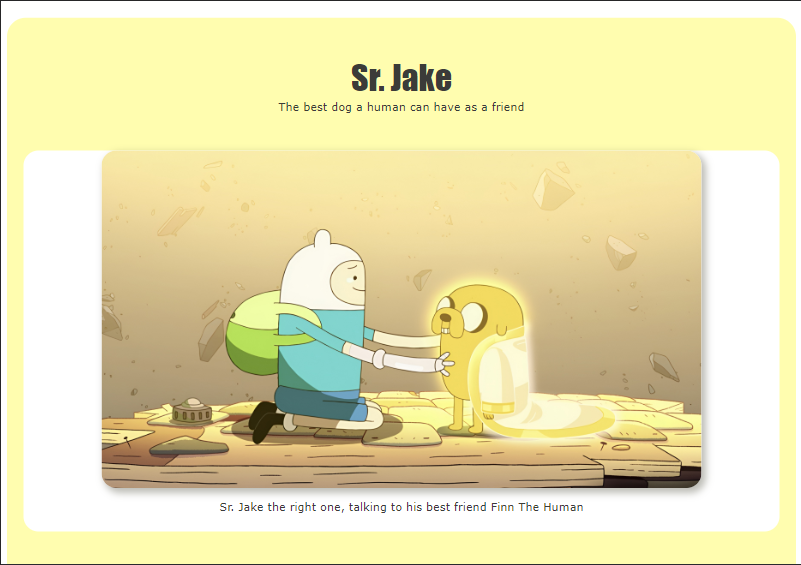 Sr. Jake
The best dog a human can have as a friend
Sr. Jake the right one, talking to his best friend Finn The Human